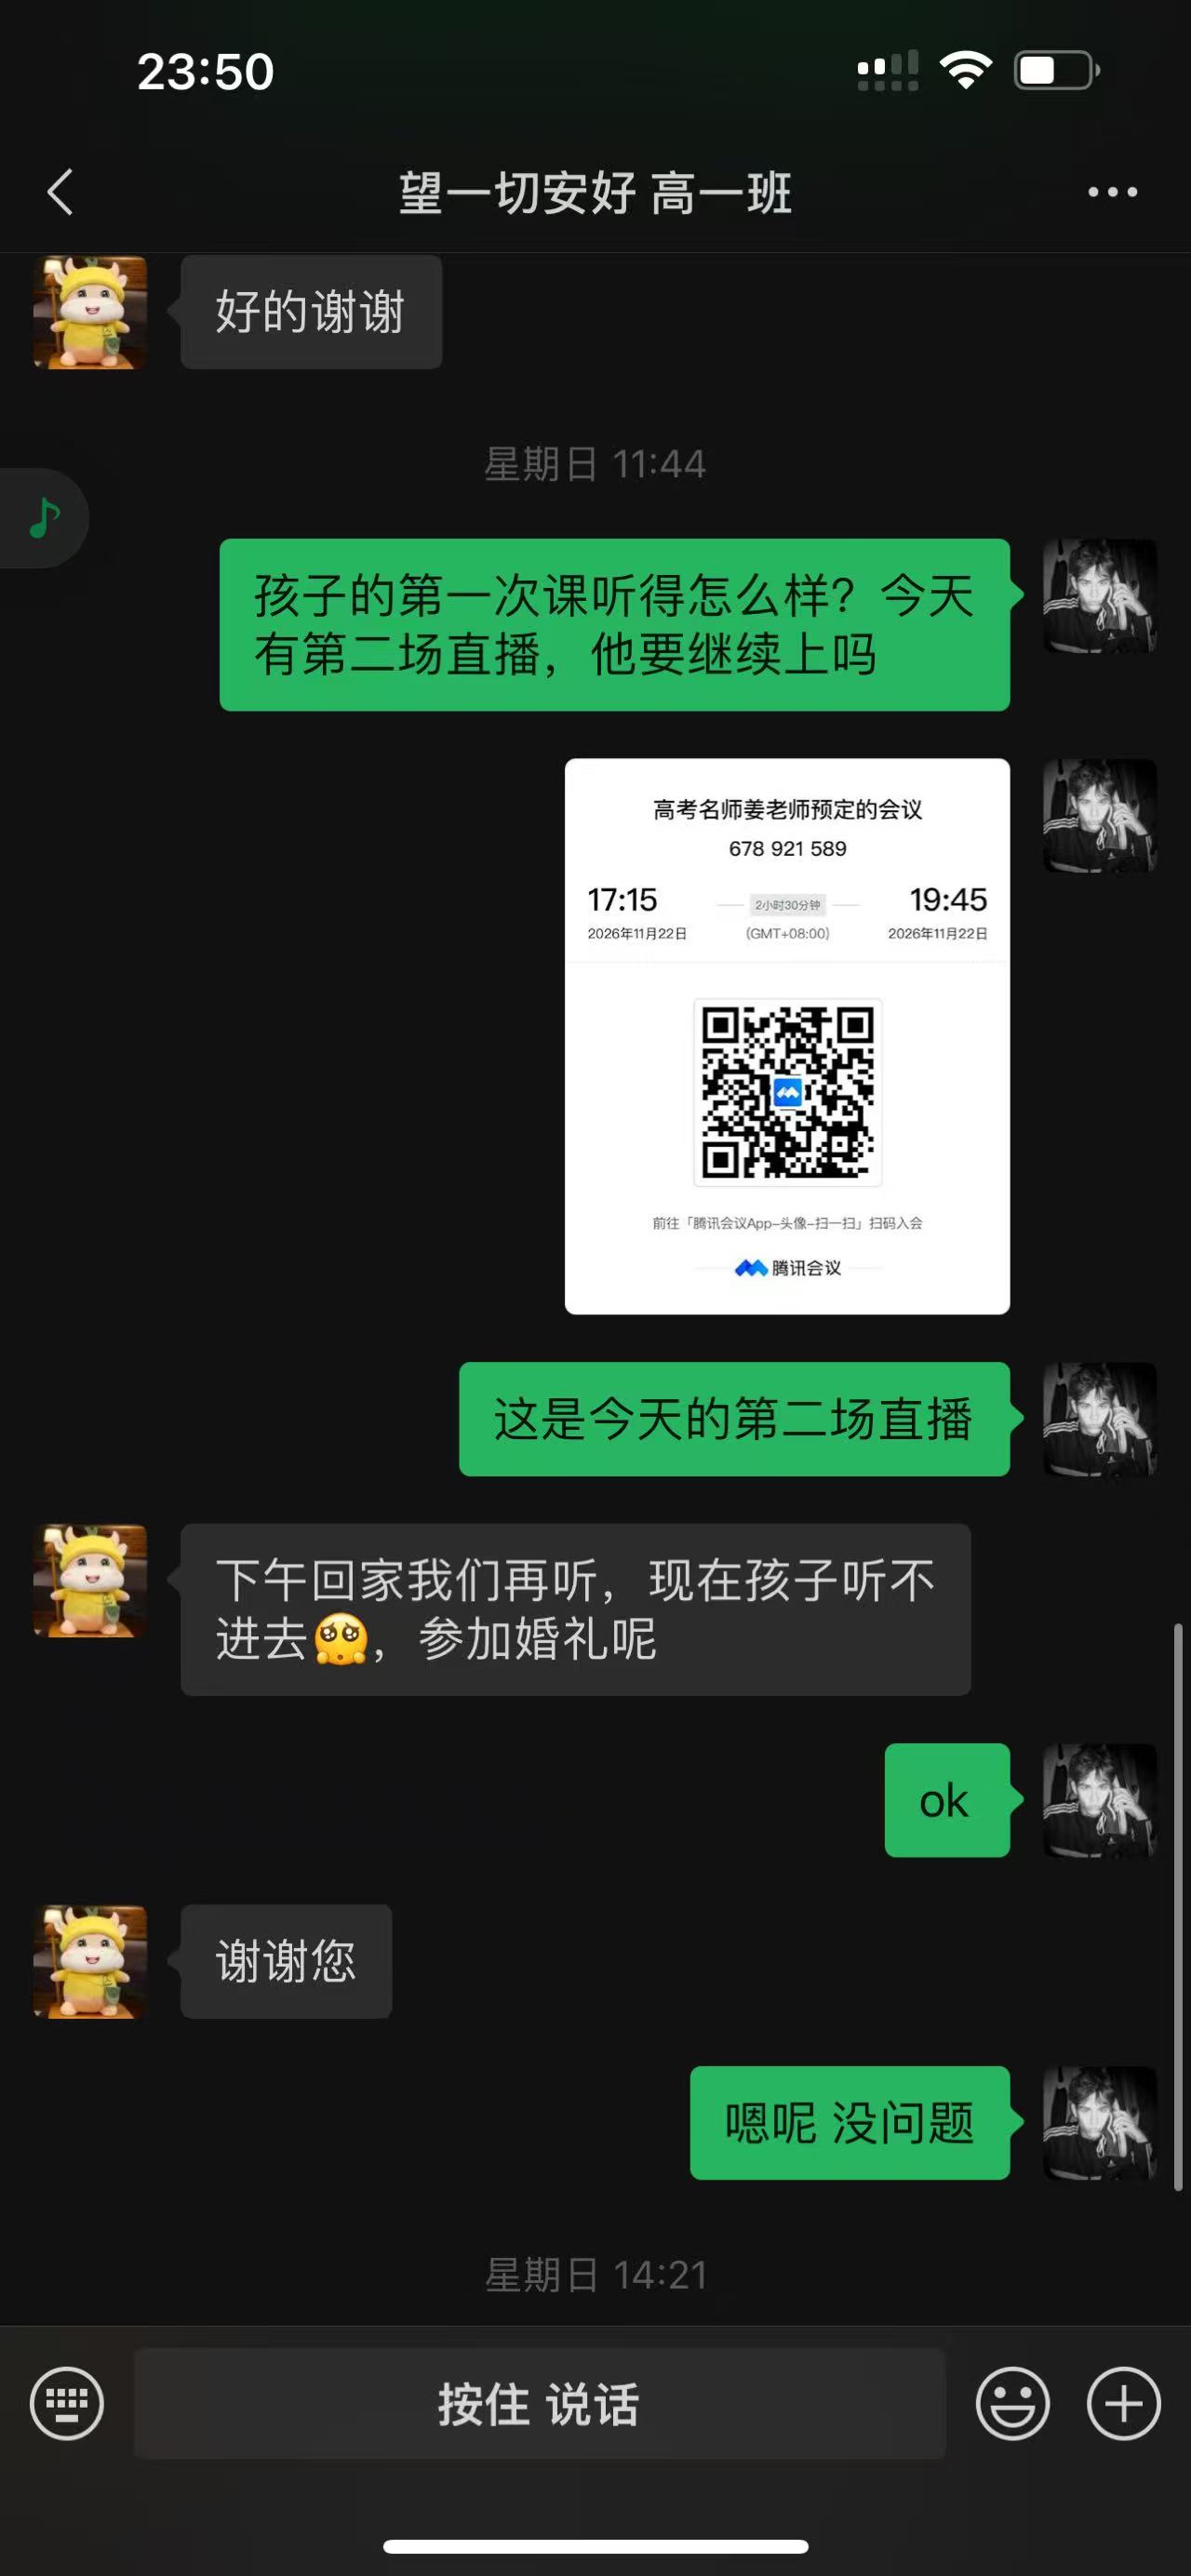 23:50
望一切安好 高一班
好的谢谢
星期日 11:44
孩子的第一次课听得怎么样？今天
有第二场直播，他要继续上吗
高考名师姜老师预定的会议
678 921 589
17:15
2小时30分钟
19:45
2026年11月22日
(GMT+08:00)
2026年11月22日
前往「腾讯会议App-头像-扫一扫」扫码入会
腾讯会议
这是今天的第二场直播
下午回家我们再听，现在孩子听不
进去🥺，参加婚礼呢
ok
谢谢您
嗯呢 没问题
星期日 14:21
按住 说话